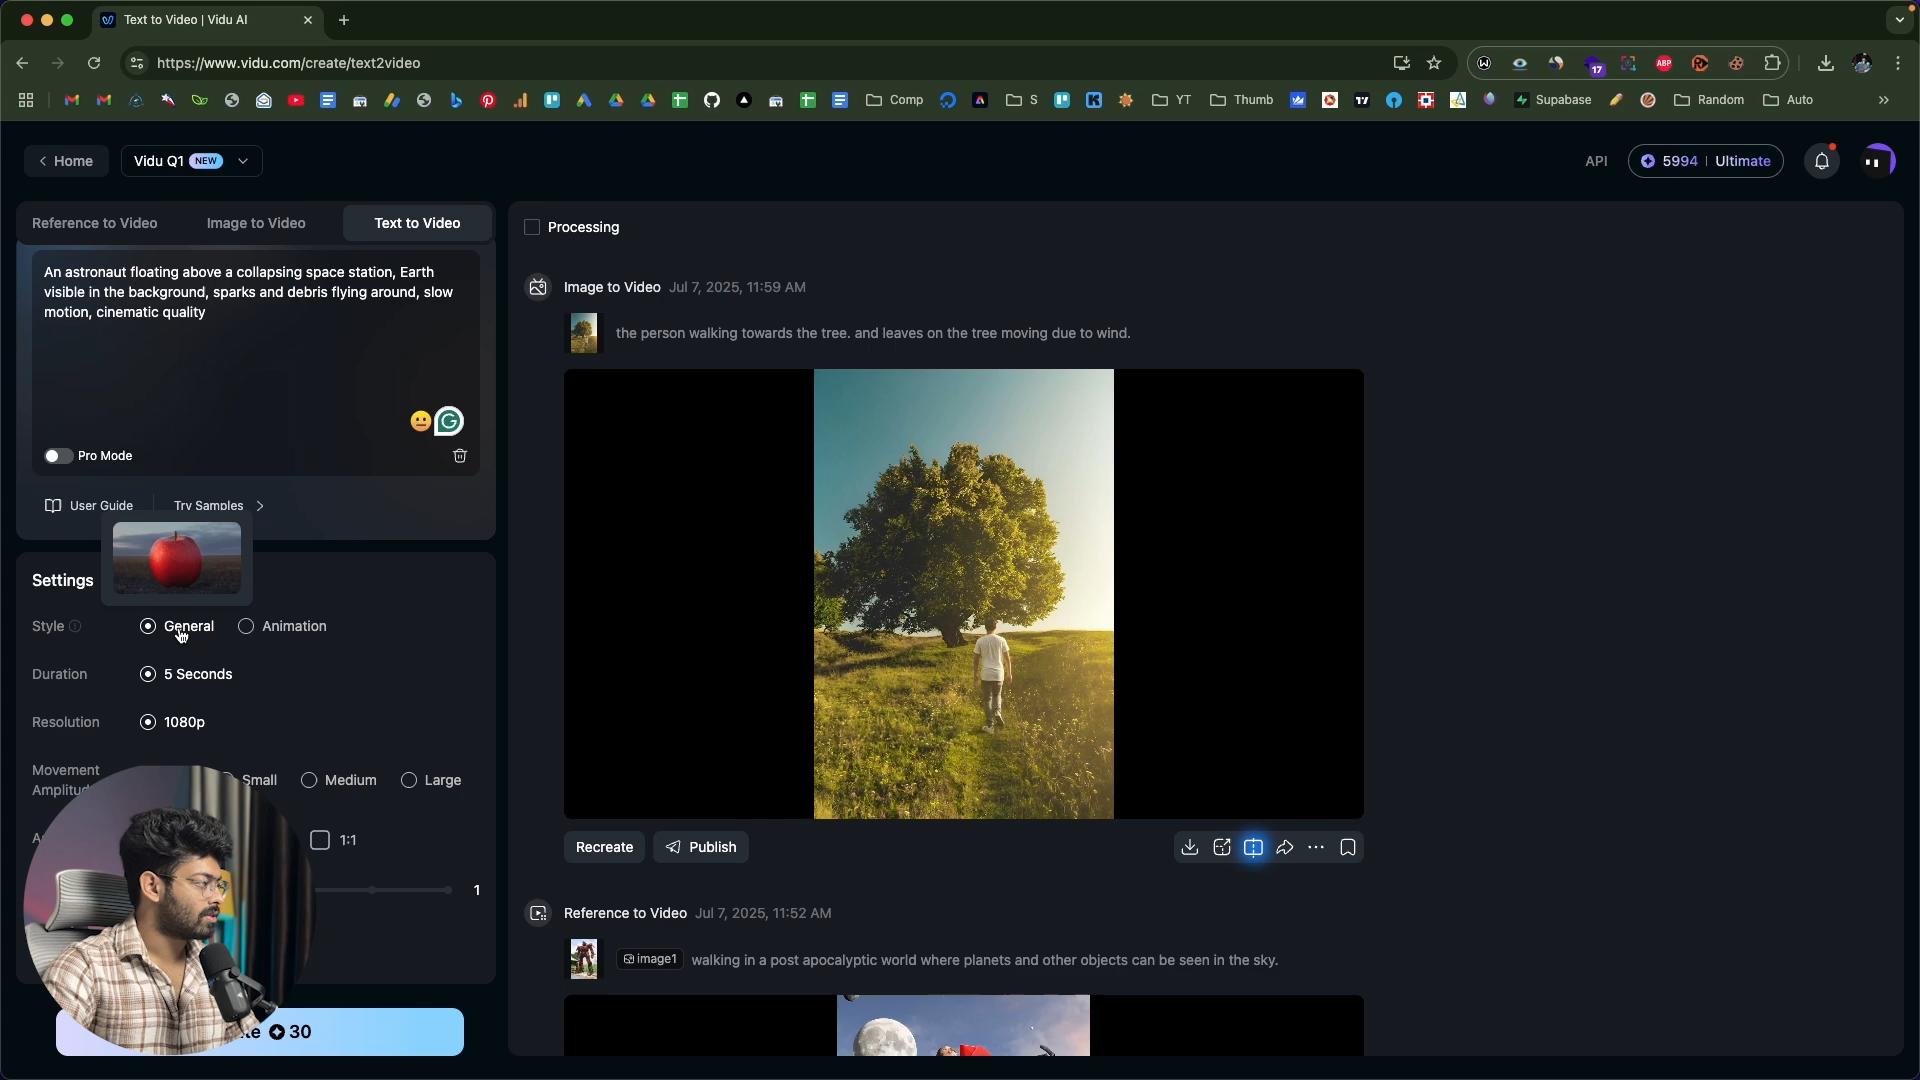 Text to Video | Vidu AI
https://www.vidu.com/create/text2video
17
ABP
Comp
S
YT
Thumb
17
Supabase
Random
Auto
Home
Vidu Q1 NEW
API
5994 | Ultimate
Reference to Video
Image to Video
Text to Video
An astronaut floating above a collapsing space station, Earth
visible in the background, sparks and debris flying around, slow
motion, cinematic quality
Pro Mode
User Guide
Try Samples
Settings
Style
General
Animation
Duration
5 Seconds
Resolution
1080p
Movement
Small
Medium
Large
1:1
1
30
Processing
Image to Video Jul 7, 2025, 11:59 AM
the person walking towards the tree. and leaves on the tree moving due to wind.
Recreate
Publish
Reference to Video Jul 7, 2025, 11:52 AM
image1 walking in a post apocalyptic world where planets and other objects can be seen in the sky.